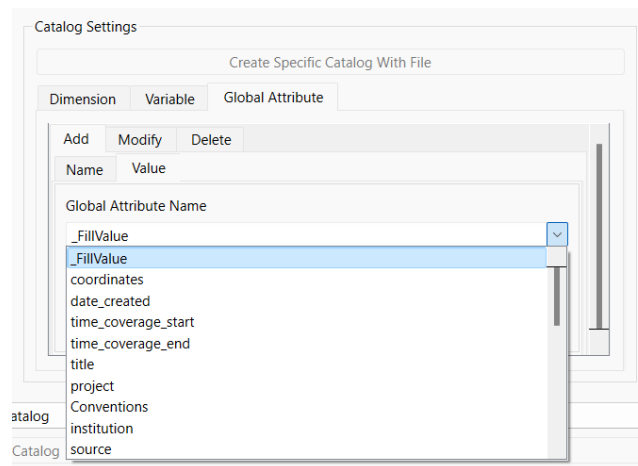 Catalog Settings
Create Specific Catalog With File
Dimension Variable Global Attribute
Add Modify Delete
Name Value
Global Attribute Name
_FillValue
_FillValue
coordinates
date_created
time_coverage_start
time_coverage_end
title
project
Conventions
institution
source
atalog
Catalog